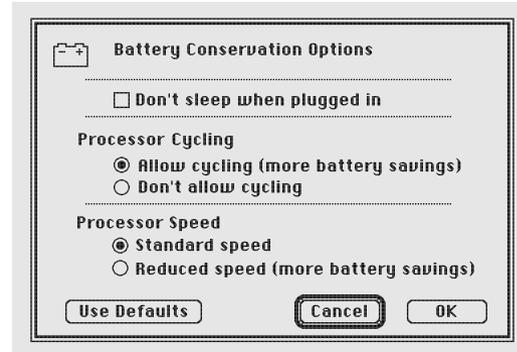 Battery Conservation Options
Don't sleep when plugged in
Processor Cycling
Allow cycling (more battery savings)
Don't allow cycling
Processor Speed
Standard speed
Reduced speed (more battery savings)
Use Defaults Cancel OK